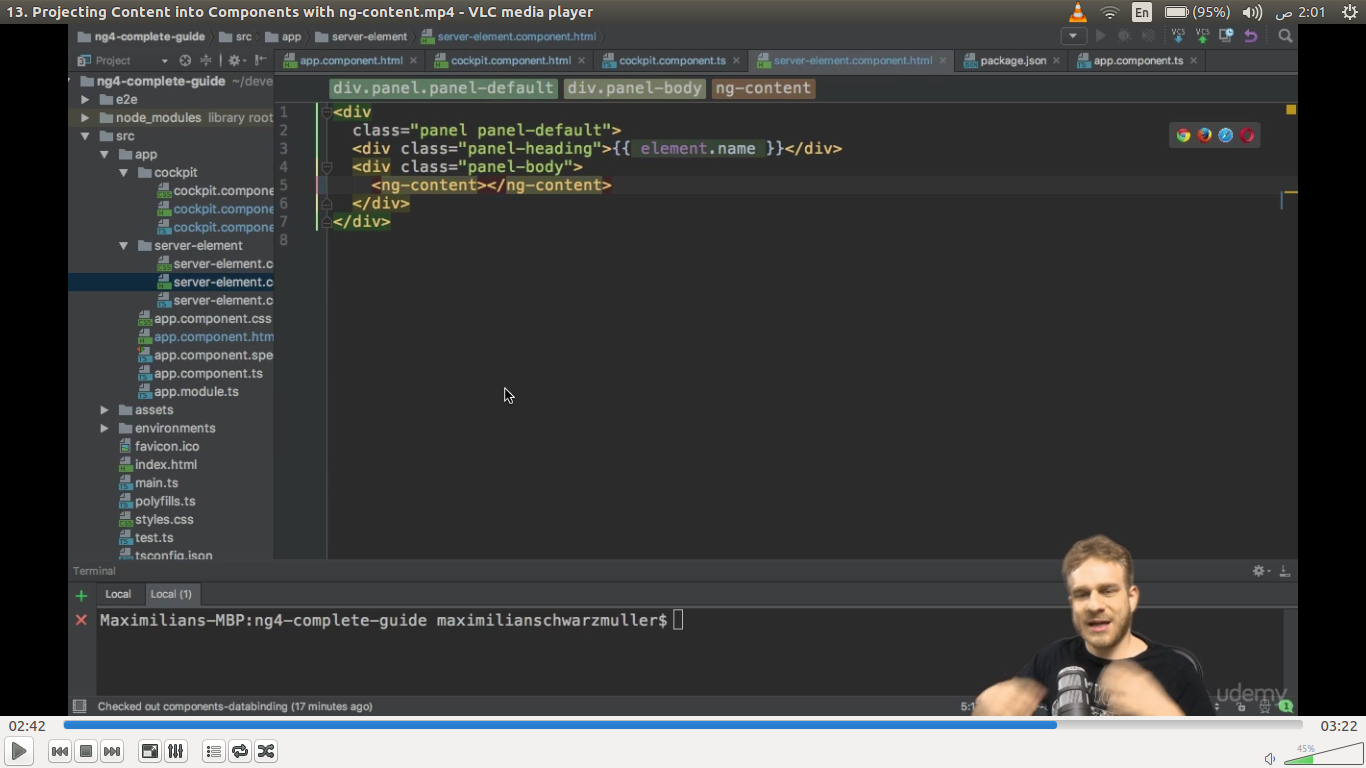 13. Projecting Content into Components with ng-content.mp4 - VLC media player
En (95%) 2:01 ص
ng4-complete-guide src app server-element server-element.component.html
Project
app.component.html cockpit.component.html cockpit.component.ts server-element.component.html package.json app.component.ts
div.panel.panel-default div.panel-body ng-content
ng4-complete-guide ~/deve
e2e
node_modules library root
src
app
cockpit
cockpit.compone
cockpit.compone
cockpit.compone
server-element
server-element.c
server-element.c
server-element.c
app.component.css
app.component.htm
app.component.spe
app.component.ts
app.module.ts
assets
environments
favicon.ico
index.html
main.ts
polyfills.ts
styles.css
test.ts
tsconfig.json
1 <div
2 class="panel panel-default">
3 <div class="panel-heading">{{ element.name }}</div>
4 <div class="panel-body">
5 <ng-content></ng-content>
6 </div>
7 </div>
8
Terminal
Local Local (1)
Maximilians-MBP:ng4-complete-guide maximilianschwarzmuller$
udemy
Checked out components-databinding (17 minutes ago)
1
02:42 03:22
45%